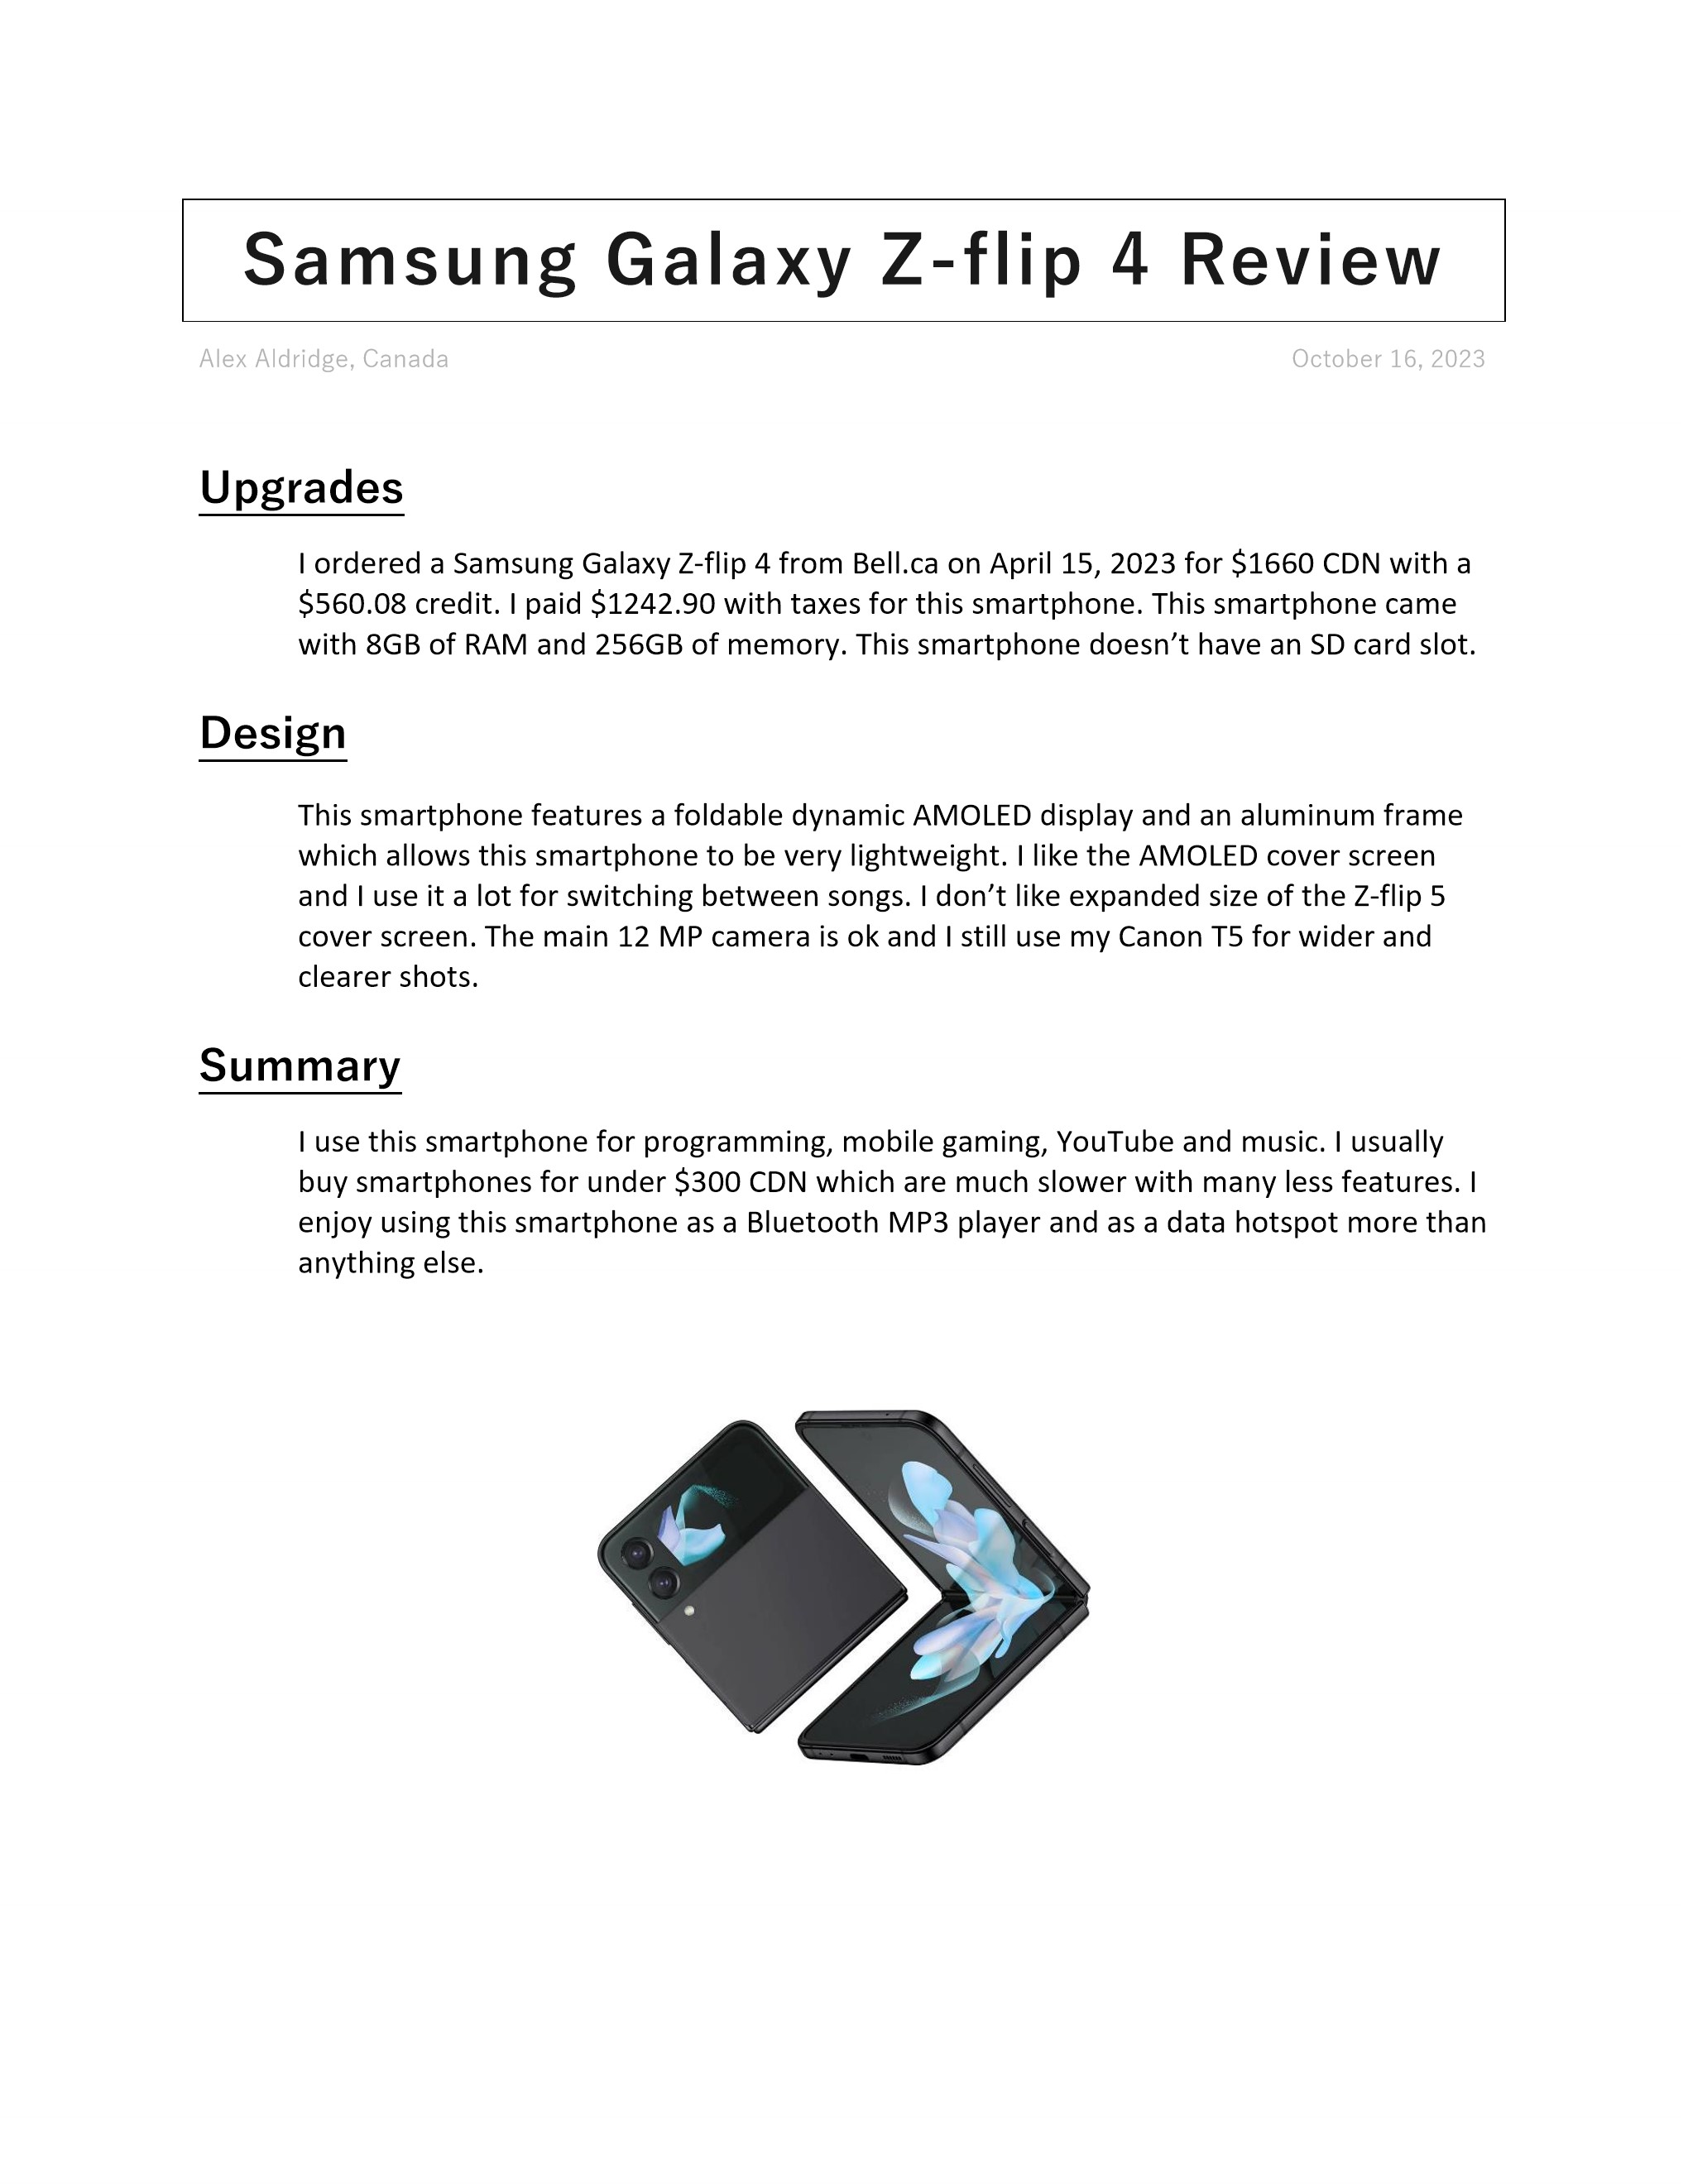 Samsung Galaxy Z-flip 4 Review
Alex Aldridge, Canada
October 16, 2023
Upgrades
I ordered a Samsung Galaxy Z-flip 4 from Bell.ca on April 15, 2023 for $1660 CDN with a
$560.08 credit. I paid $1242.90 with taxes for this smartphone. This smartphone came
with 8GB of RAM and 256GB of memory. This smartphone doesn’t have an SD card slot.
Design
This smartphone features a foldable dynamic AMOLED display and an aluminum frame
which allows this smartphone to be very lightweight. I like the AMOLED cover screen
and I use it a lot for switching between songs. I don’t like expanded size of the Z-flip 5
cover screen. The main 12 MP camera is ok and I still use my Canon T5 for wider and
clearer shots.
Summary
I use this smartphone for programming, mobile gaming, YouTube and music. I usually
buy smartphones for under $300 CDN which are much slower with many less features. I
enjoy using this smartphone as a Bluetooth MP3 player and as a data hotspot more than
anything else.